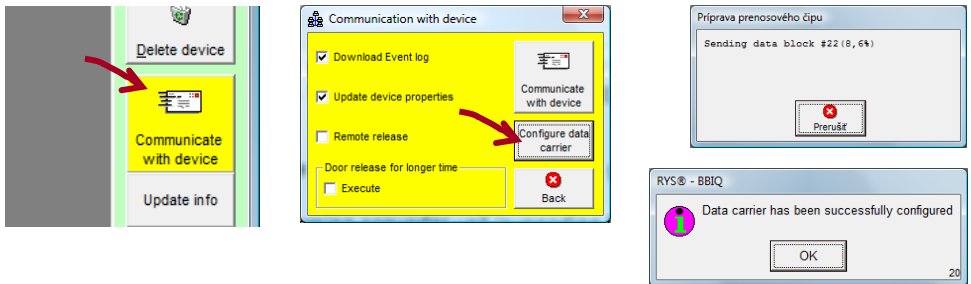 Delete device
Communicate
with device
Update info
Communication with device
Download Event log
Update device properties
Remote release
Door release for longer time
Execute
Communicate
with device
Configure data
carrier
Back
Príprava prenosového čipu
Sending data block #22(8,6%)
Prerušiť
RYS® - BBIQ
Data carrier has been successfully configured
OK
20